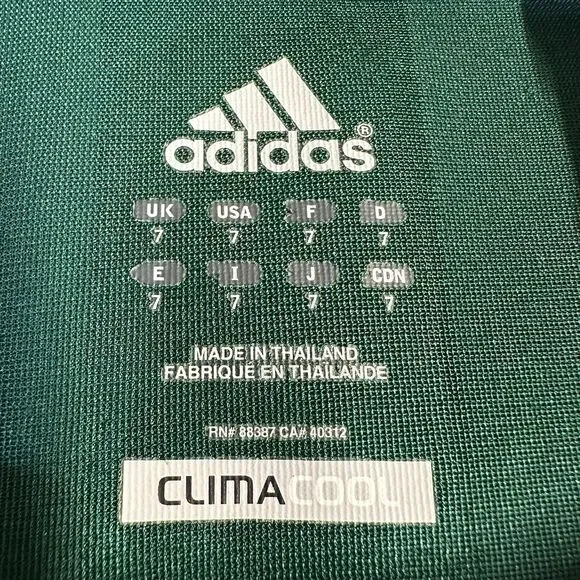 adidas®
UK USA F D
7 7 7 7
E I J CDN
7 7 7 7
MADE IN THAILAND
FABRIQUÉ EN THAÏLANDE
RN# 88387 CA# 40312
CLIMACOOL